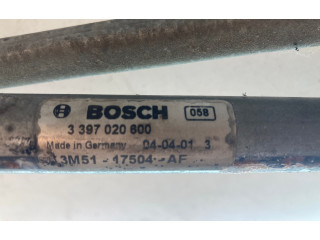 BOSCH 058
3 397 020 600
Made in Germany 04-04-01 3
3M51 - 17504 - AF